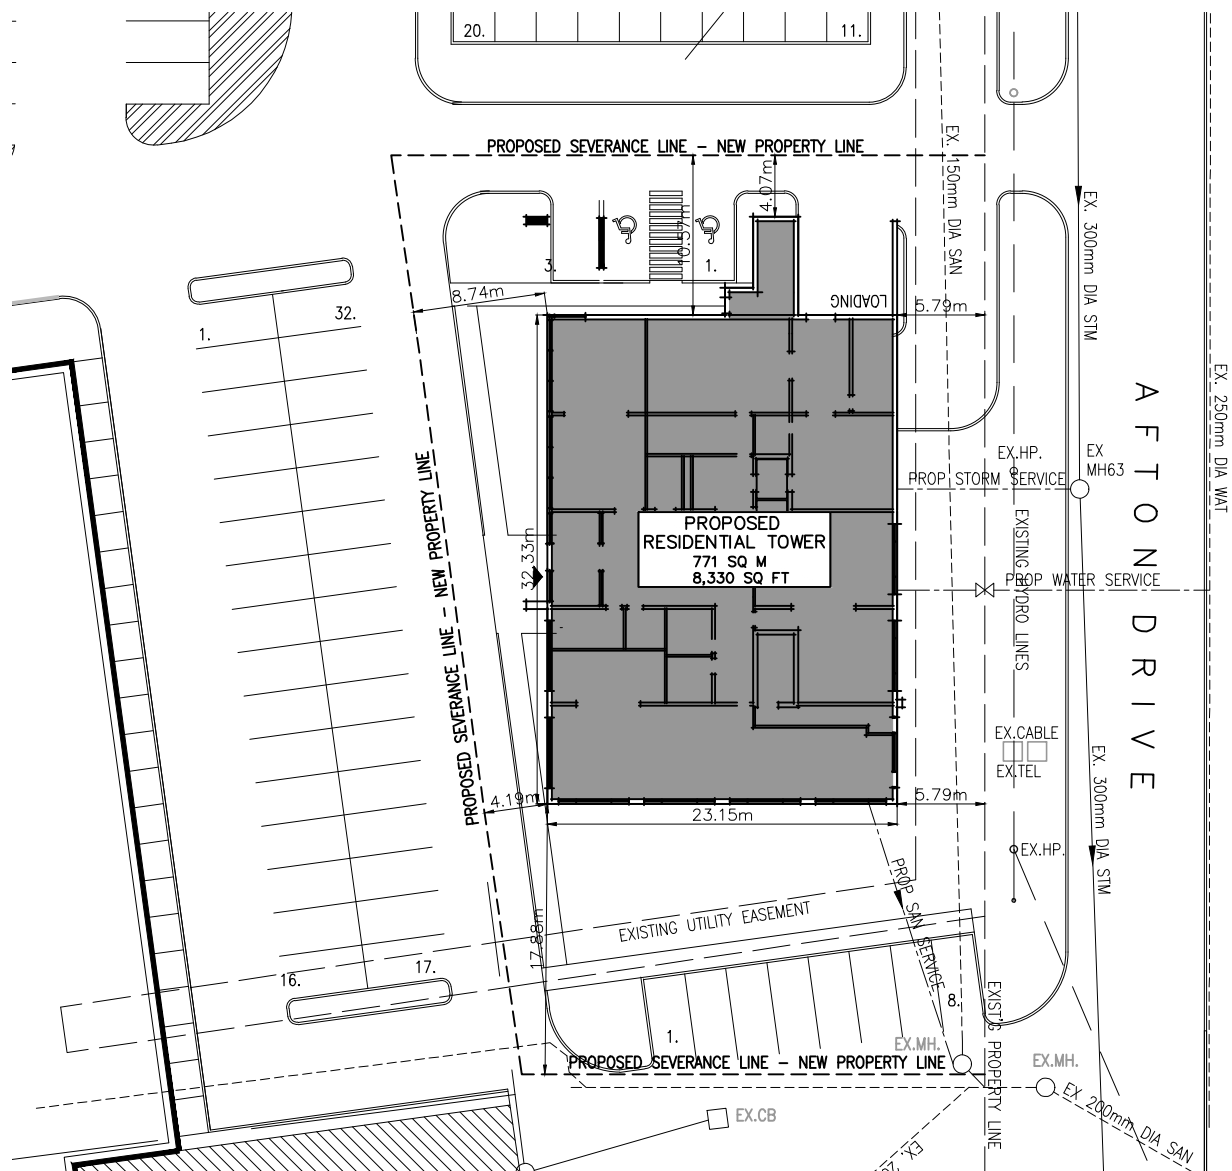 20.
11.
PROPOSED SEVERANCE LINE - NEW PROPERTY LINE
EX. 150mm DIA SAN
4.07m
10.57m
EX. 300mm DIA STM
3.
1.
8.74m
LOADING
5.79m
32.
1.
EX. 250mm DIA WAT
AFTON DRIVE
EX.HP.
EX
MH63
PROP STORM SERVICE
PROPOSED SEVERANCE LINE - NEW PROPERTY LINE
32.33m
PROPOSED
RESIDENTIAL TOWER
771 SQ M
8,330 SQ FT
EXISTING HYDRO LINES
PROP WATER SERVICE
EX.CABLE
EX.TEL
EX. 300mm DIA STM
4.19m
23.15m
5.79m
EX.HP.
PROP SAN SERVICE
EXISTING UTILITY EASEMENT
17.88m
16.
17.
8.
1.
EXIST'G PROPERTY LINE
EX.MH.
EX.MH.
PROPOSED SEVERANCE LINE - NEW PROPERTY LINE
EX 200mm DIA SAN
EX.CB
EX.